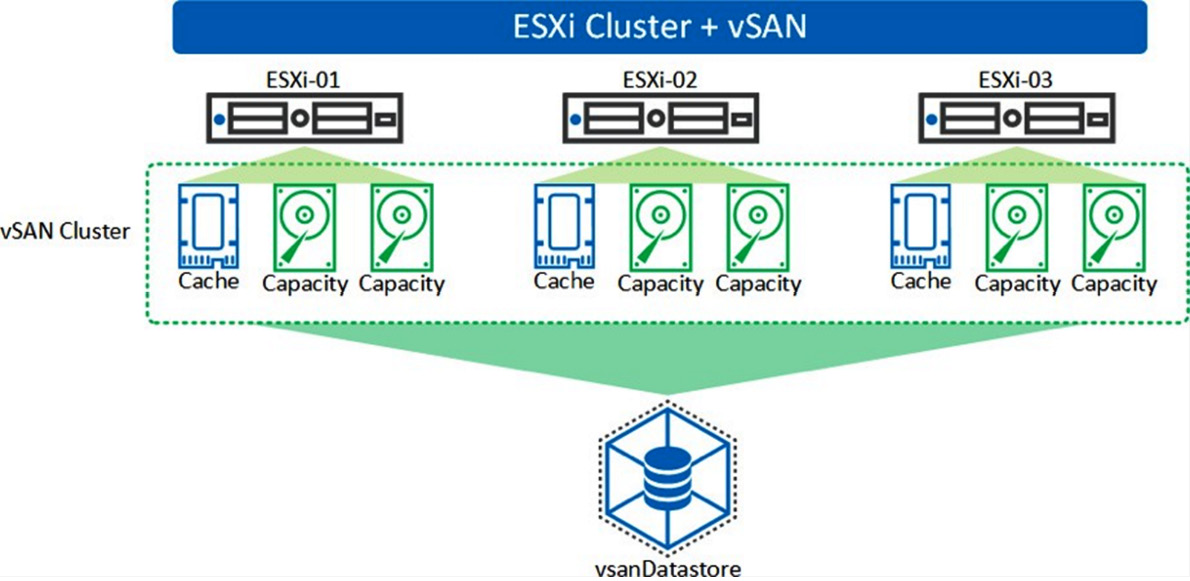 ESXi Cluster + vSAN
ESXi-01
ESXi-02
ESXi-03
vSAN Cluster
Cache
Capacity
Capacity
Cache
Capacity
Capacity
Cache
Capacity
Capacity
vsanDatastore